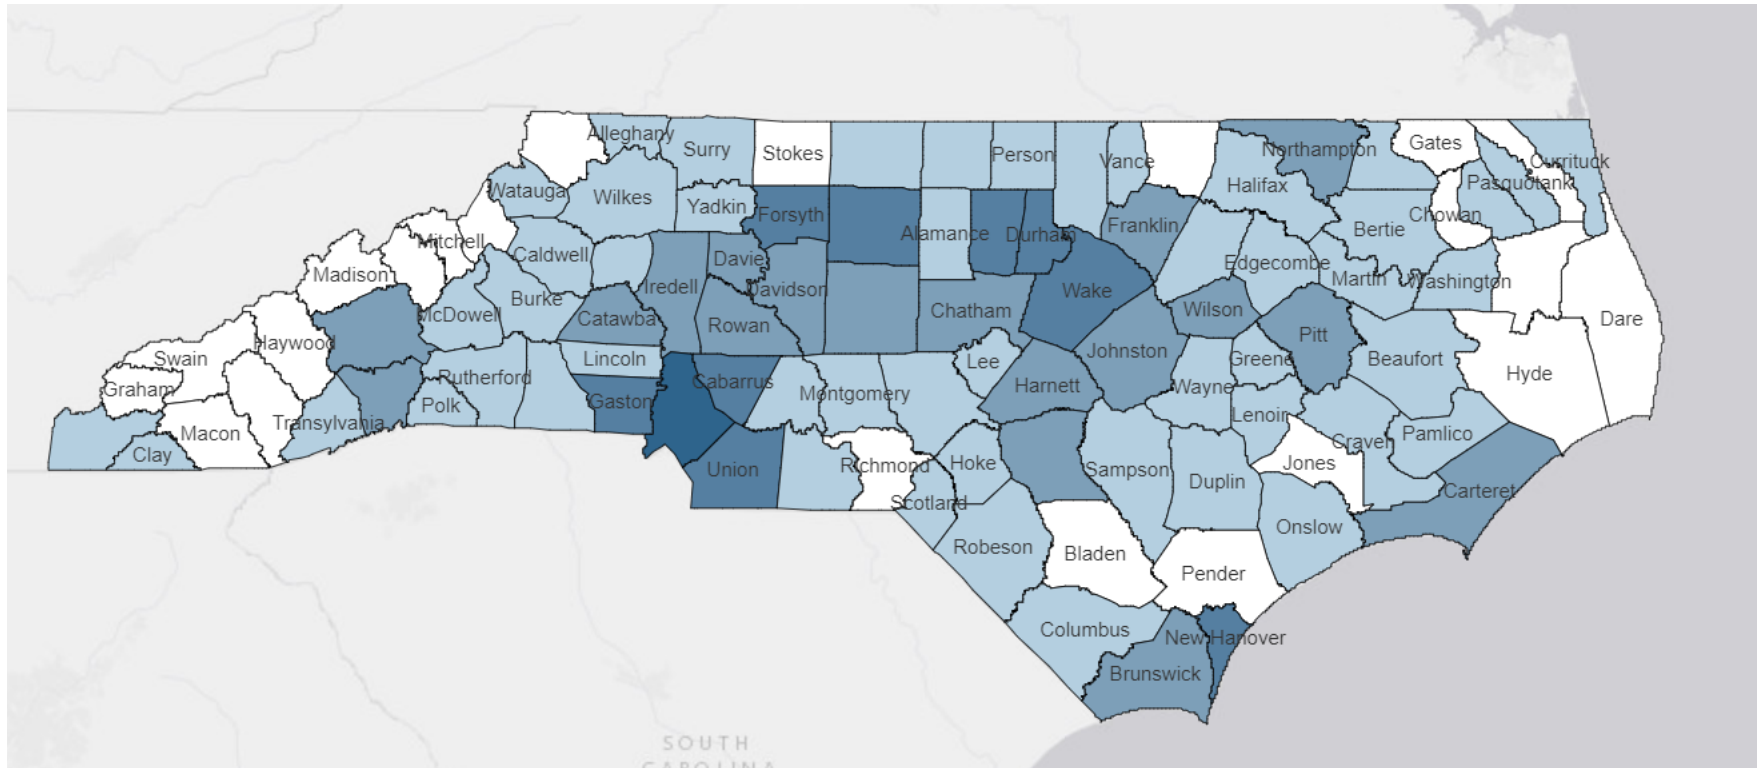 Alleghany
Surry
Stokes
Person
Vance
Northampton
Gates
Currituck
Watauga
Wilkes
Yadkin
Halifax
Pasquotank
Forsyth
Franklin
Bertie
Chowan
Mitchell
Caldwell
Alamance
Durham
Madison
Davie
Edgecombe
Martin
Washington
Burke
Iredell
Davidson
Wake
McDowell
Catawba
Rowan
Chatham
Wilson
Dare
Haywood
Swain
Lincoln
Lee
Johnston
Pitt
Greene
Beaufort
Graham
Rutherford
Cabarrus
Montgomery
Harnett
Wayne
Hyde
Polk
Gaston
Transylvania
Macon
Lenoir
Craven
Pamlico
Clay
Union
Richmond
Hoke
Sampson
Duplin
Jones
Scotland
Carteret
Robeson
Bladen
Onslow
Pender
Columbus
New Hanover
Brunswick
SOUTH
CAROLINA